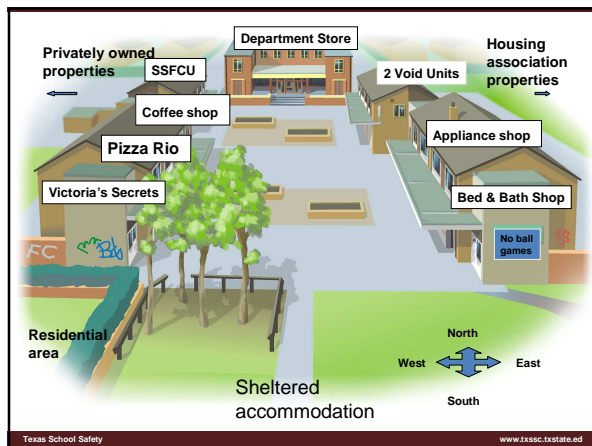 Department Store
Privately owned
properties
SSFCU
2 Void Units
Housing
association
properties
Coffee shop
Appliance shop
Pizza Rio
Victoria's Secrets
Bed & Bath Shop
No ball
games
FC
Residential
area
North
West
East
South
Sheltered
accommodation
Texas School Safety
www.txssc.txstate.ed